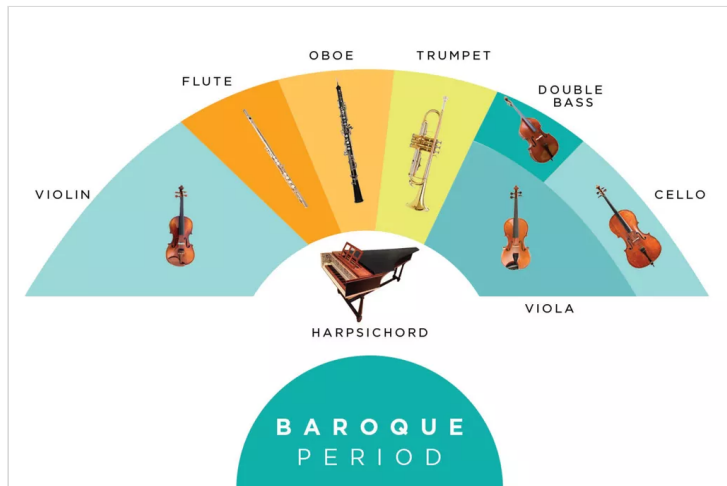 OBOE
TRUMPET
FLUTE
DOUBLE
BASS
VIOLIN
CELLO
VIOLA
HARPSICHORD
BAROQUE
PERIOD